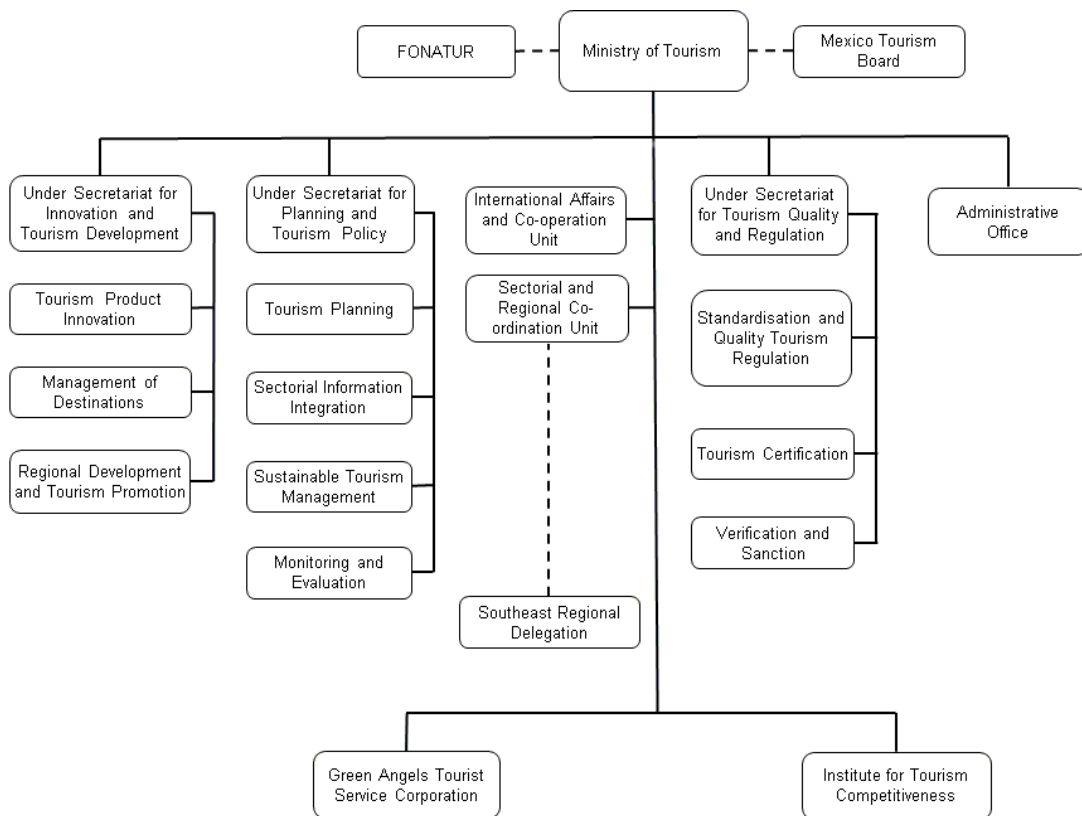 FONATUR
Ministry of Tourism
Mexico Tourism
Board
Under Secretariat for
Innovation and
Tourism Development
Under Secretariat for
Planning and
Tourism Policy
International Affairs
and Co-operation
Unit
Under Secretariat
for Tourism Quality
and Regulation
Administrative
Office
Tourism Product
Innovation
Tourism Planning
Sectorial and
Regional Co-
ordination Unit
Standardisation and
Quality Tourism
Regulation
Management of
Destinations
Sectorial Information
Integration
Tourism Certification
Regional Development
and Tourism Promotion
Sustainable Tourism
Management
Verification and
Sanction
Monitoring and
Evaluation
Southeast Regional
Delegation
Green Angels Tourist
Service Corporation
Institute for Tourism
Competitiveness